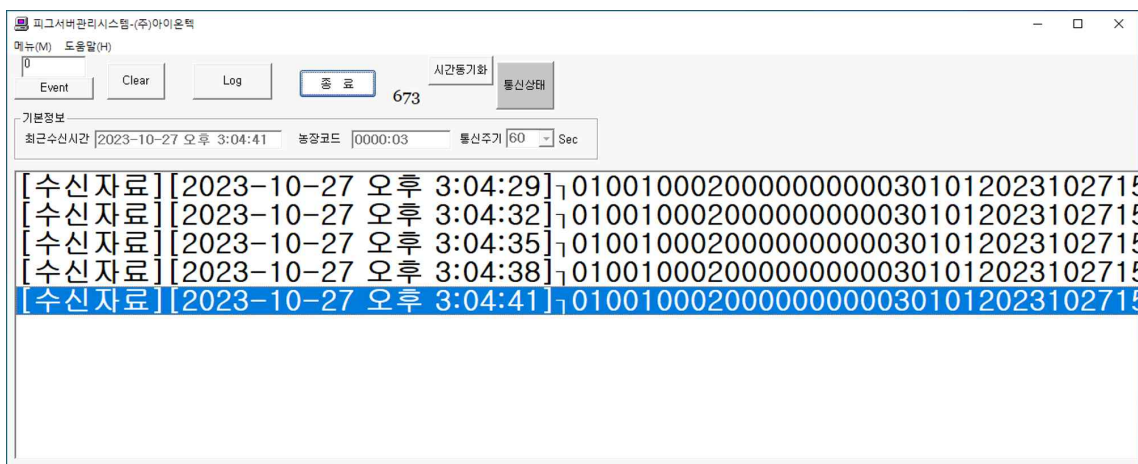 피그서버관리시스템-(주)아이온텍
메뉴(M) 도움말(H)
0
Event Clear Log 종 료 673 시간동기화 통신상태
기본정보
최근수신시간 2023-10-27 오후 3:04:41 농장코드 0000:03 통신주기 60 Sec
[수신자료][2023-10-27 오후 3:04:29]┐01001000200000000000301012023102715
[수신자료][2023-10-27 오후 3:04:32]┐01001000200000000000301012023102715
[수신자료][2023-10-27 오후 3:04:35]┐01001000200000000000301012023102715
[수신자료][2023-10-27 오후 3:04:38]┐01001000200000000000301012023102715
[수신자료][2023-10-27 오후 3:04:41]┐01001000200000000000301012023102715